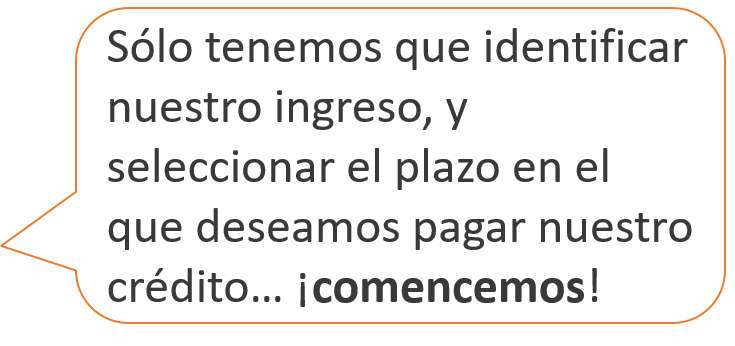 Sólo tenemos que identificar
nuestro ingreso, y
seleccionar el plazo en el
que deseamos pagar nuestro
crédito... ¡comencemos!